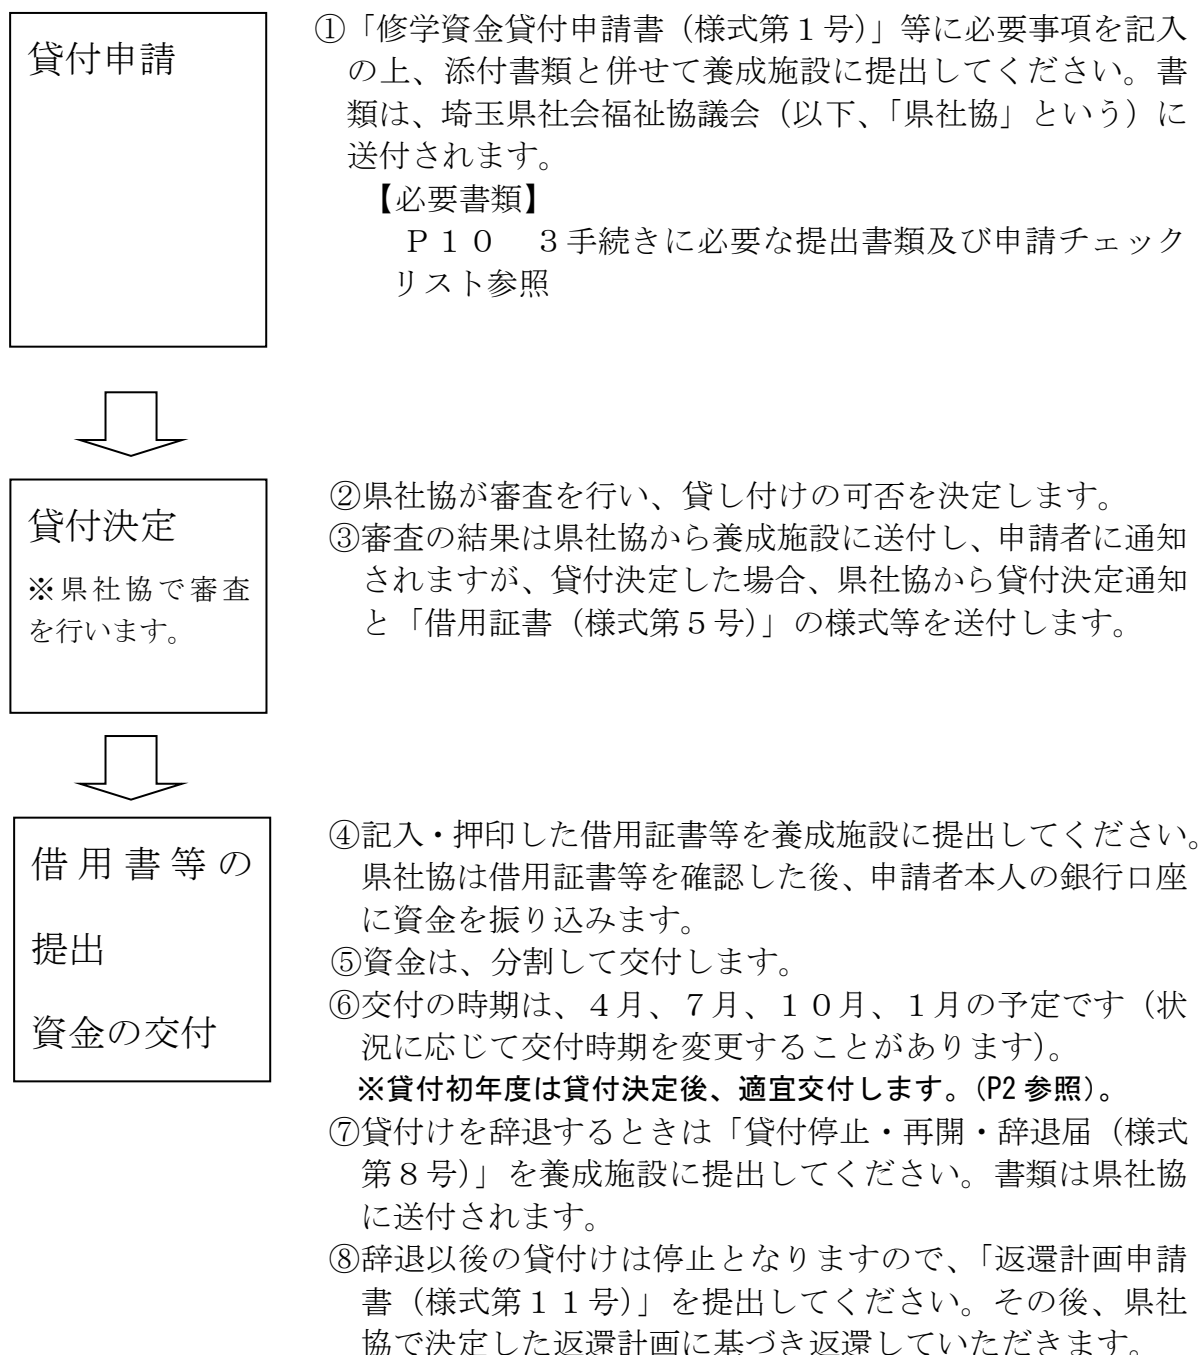 貸付申請
①「修学資金貸付申請書（様式第１号）」等に必要事項を記入
の上、添付書類と併せて養成施設に提出してください。書
類は、埼玉県社会福祉協議会（以下、「県社協」という）に
送付されます。
【必要書類】
Ｐ１０　３手続きに必要な提出書類及び申請チェック
リスト参照
貸付決定
※県社協で審査
を行います。
②県社協が審査を行い、貸し付けの可否を決定します。
③審査の結果は県社協から養成施設に送付し、申請者に通知
されますが、貸付決定した場合、県社協から貸付決定通知
と「借用証書（様式第５号）」の様式等を送付します。
借用書等の
提出
資金の交付
④記入・押印した借用証書等を養成施設に提出してください。
県社協は借用証書等を確認した後、申請者本人の銀行口座
に資金を振り込みます。
⑤資金は、分割して交付します。
⑥交付の時期は、４月、７月、１０月、１月の予定です（状
況に応じて交付時期を変更することがあります）。
※貸付初年度は貸付決定後、適宜交付します。（P2 参照）。
⑦貸付けを辞退するときは「貸付停止・再開・辞退届（様式
第８号）」を養成施設に提出してください。書類は県社協
に送付されます。
⑧辞退以後の貸付けは停止となりますので、「返還計画申請
書（様式第１１号）」を提出してください。その後、県社
協で決定した返還計画に基づき返還していただきます。